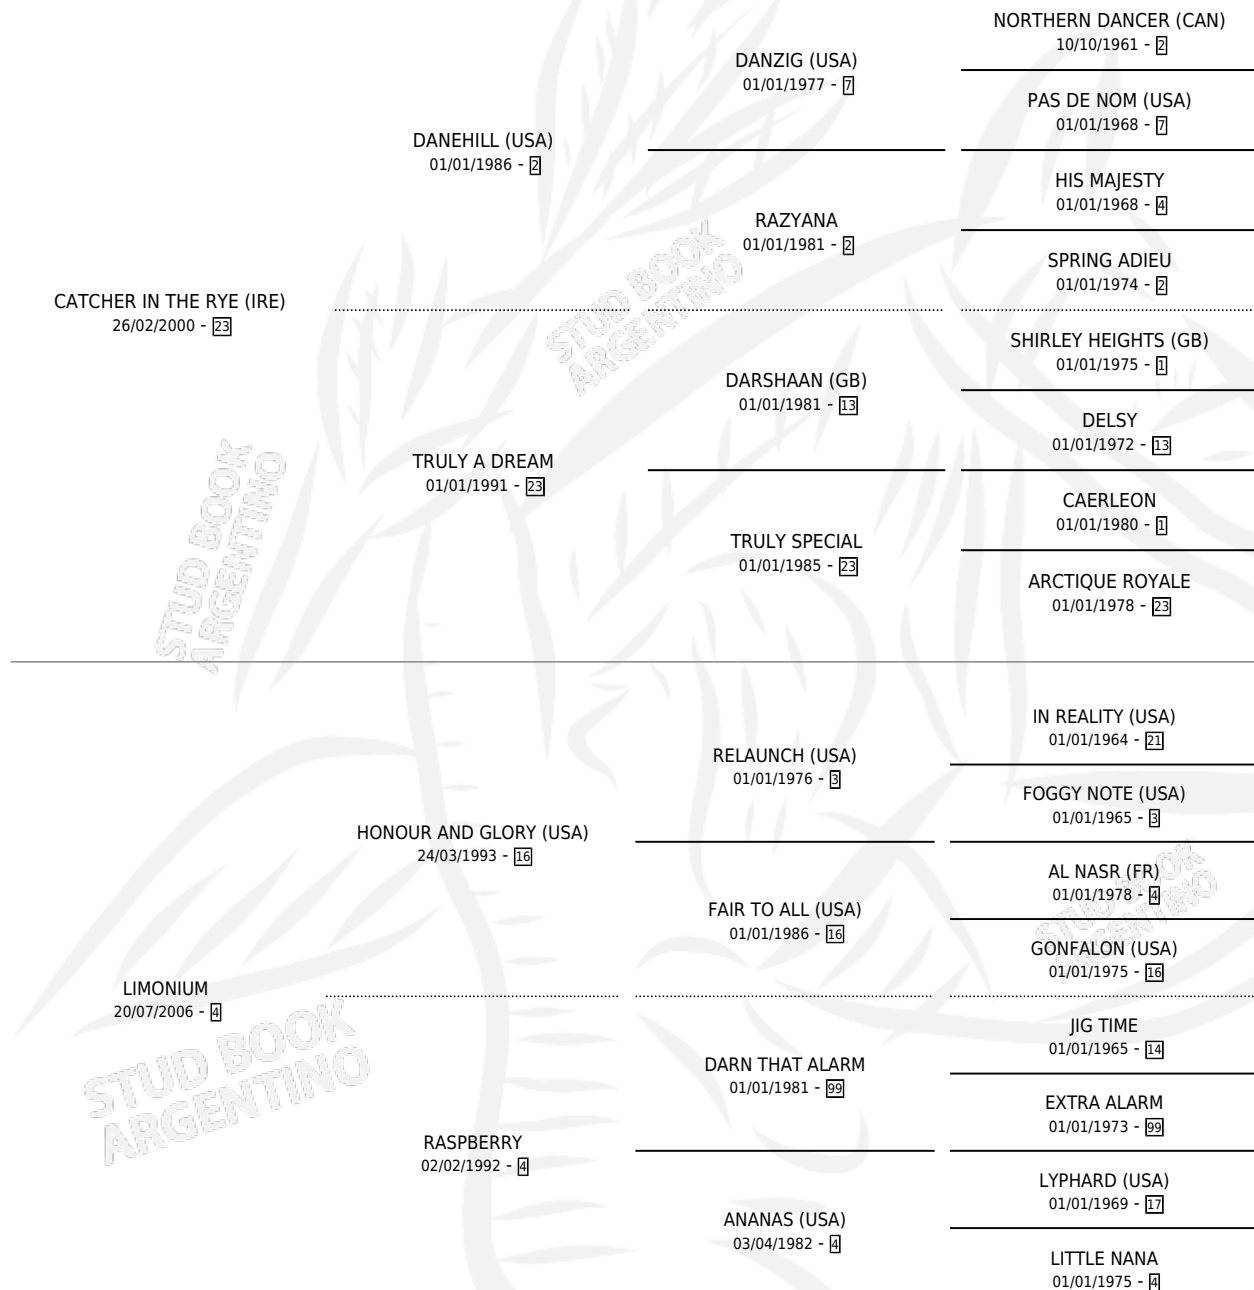 NORTHERN DANCER (CAN)
10/10/1961 - 2
DANZIG (USA)
01/01/1977 - 7
PAS DE NOM (USA)
01/01/1968 - 7
DANEHILL (USA)
01/01/1986 - 2
HIS MAJESTY
01/01/1968 - 4
RAZYANA
01/01/1981 - 2
SPRING ADIEU
01/01/1974 - 2
CATCHER IN THE RYE (IRE)
26/02/2000 - 23
SHIRLEY HEIGHTS (GB)
01/01/1975 - 1
DARSHAAN (GB)
01/01/1981 - 13
DELSY
01/01/1972 - 13
TRULY A DREAM
01/01/1991 - 23
CAERLEON
01/01/1980 - 1
TRULY SPECIAL
01/01/1985 - 23
ARCTIQUE ROYALE
01/01/1978 - 23
STUD BOOK
ARGENTINO
STUD BOOK
ARGENTINO
IN REALITY (USA)
01/01/1964 - 21
RELAUNCH (USA)
01/01/1976 - 3
FOGGY NOTE (USA)
01/01/1965 - 3
HONOUR AND GLORY (USA)
24/03/1993 - 16
AL NASR (FR)
01/01/1978 - 4
FAIR TO ALL (USA)
01/01/1986 - 16
GONFALON (USA)
01/01/1975 - 16
LIMONIUM
20/07/2006 - 4
JIG TIME
01/01/1965 - 14
DARN THAT ALARM
01/01/1981 - 99
EXTRA ALARM
01/01/1973 - 99
RASPBERRY
02/02/1992 - 4
LYPHARD (USA)
01/01/1969 - 17
ANANAS (USA)
03/04/1982 - 4
LITTLE NANA
01/01/1975 - 4
STUD BOOK
ARGENTINO
STUD BOOK
ARGENTINO